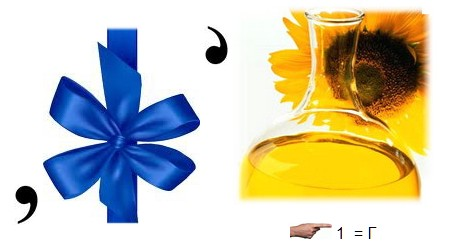 1 = Г